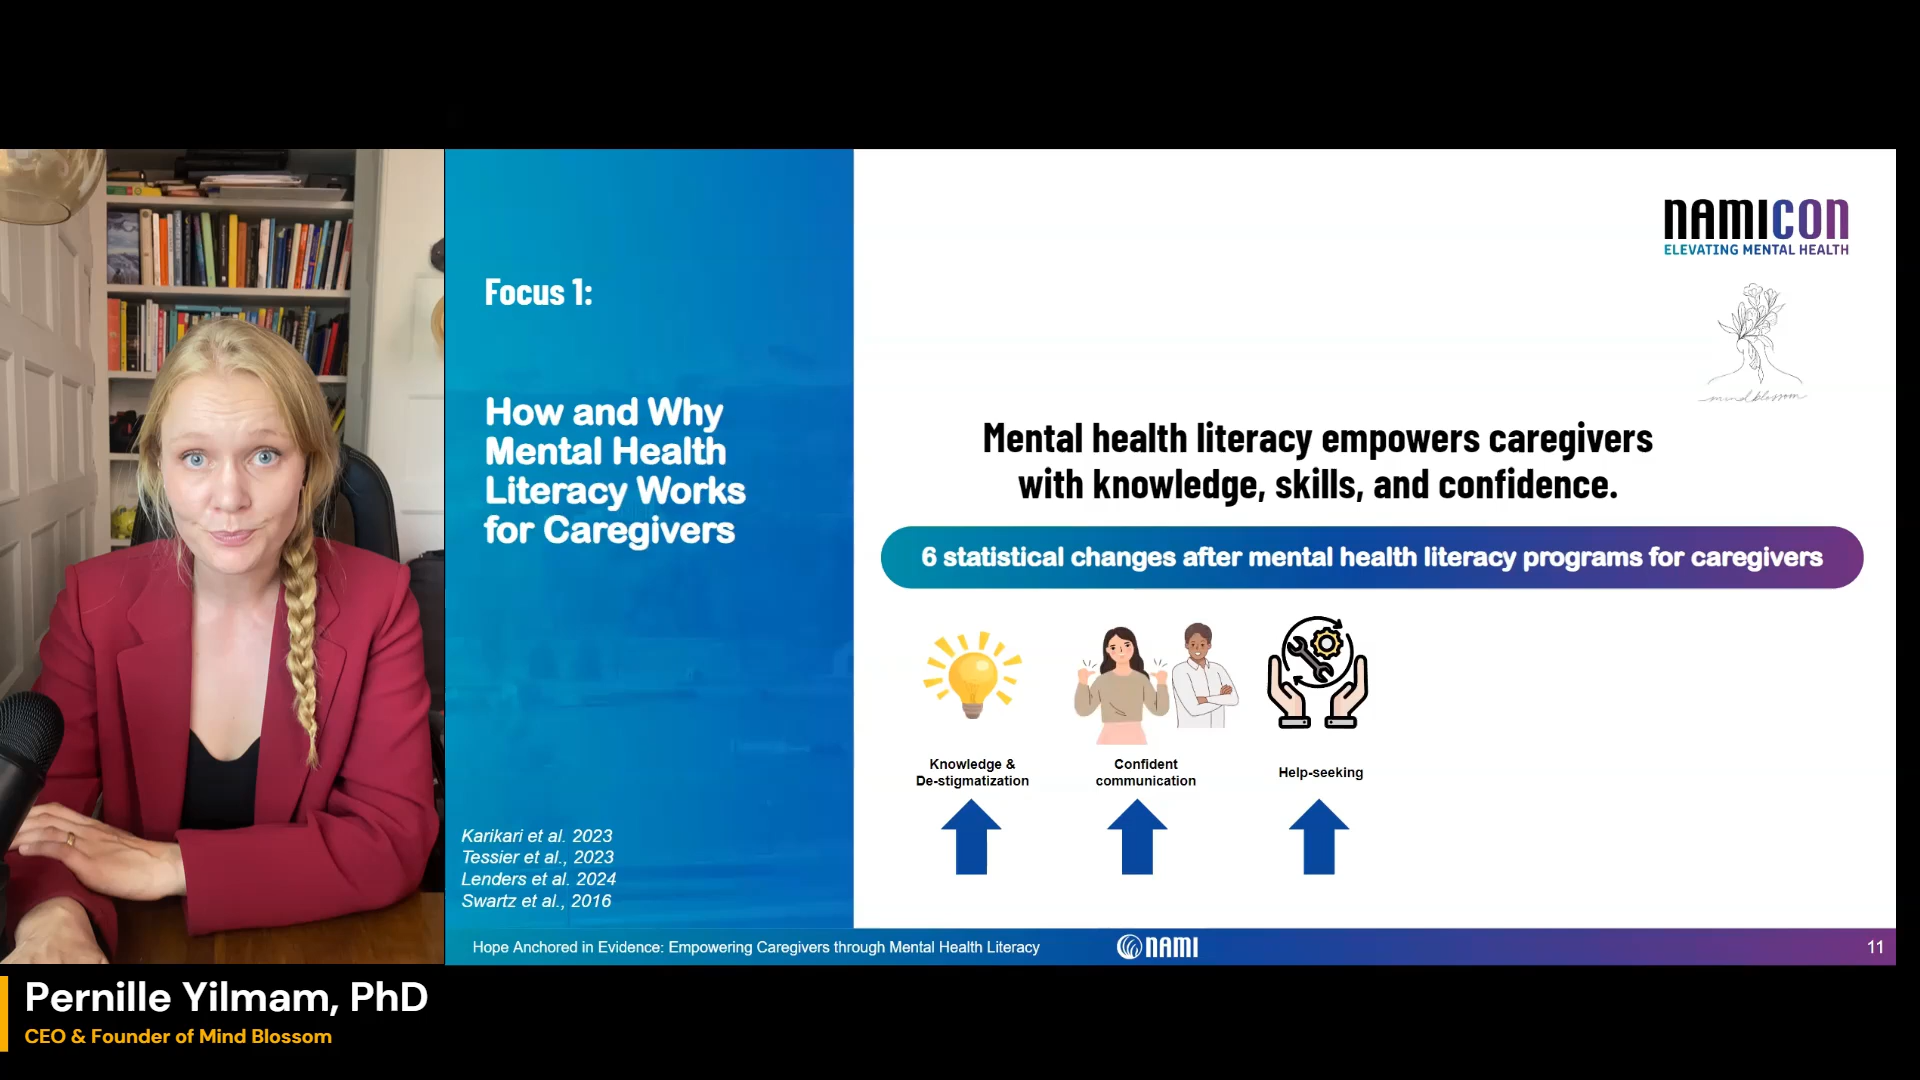 Focus 1:
How and Why
Mental Health
Literacy Works
for Caregivers
Karikari et al. 2023
Tessier et al., 2023
Lenders et al. 2024
Swartz et al., 2016
NAMICON
ELEVATING MENTAL HEALTH
mind blossom
Mental health literacy empowers caregivers
with knowledge, skills, and confidence.
6 statistical changes after mental health literacy programs for caregivers
Knowledge &
De-stigmatization
Confident
communication
Help-seeking
Hope Anchored in Evidence: Empowering Caregivers through Mental Health Literacy
NAMI
11
Pernille Yilmam, PhD
CEO & Founder of Mind Blossom